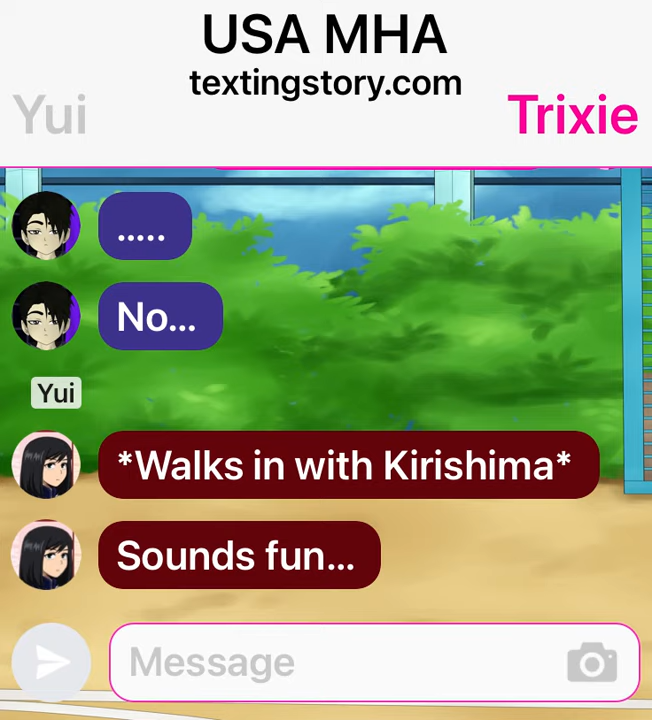 USA MHA
textingstory.com
Yui
Trixie
.....
No...
Yui
*Walks in with Kirishima*
Sounds fun...
Message